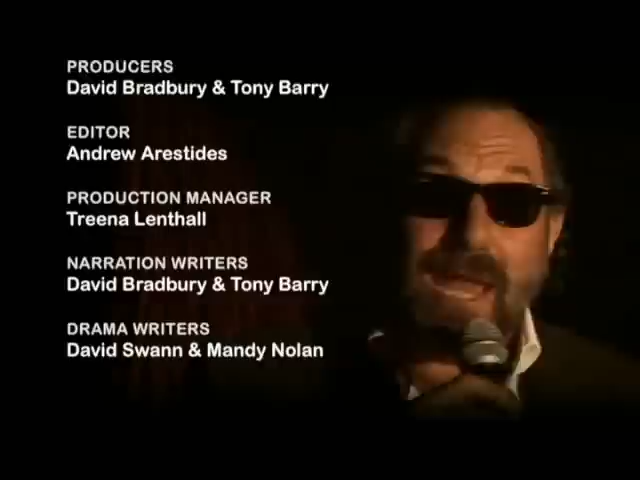 PRODUCERS
David Bradbury & Tony Barry
EDITOR
Andrew Arestides
PRODUCTION MANAGER
Treena Lenthall
NARRATION WRITERS
David Bradbury & Tony Barry
DRAMA WRITERS
David Swann & Mandy Nolan